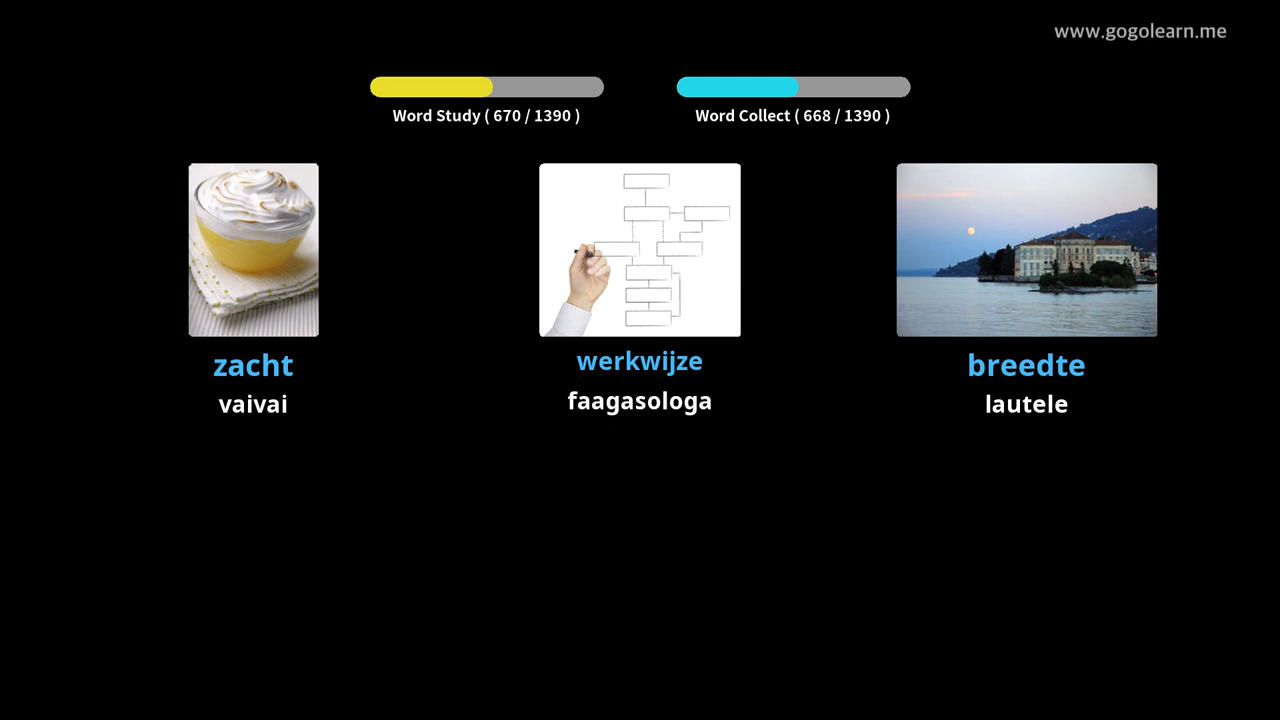 www.gogolearn.me
Word Study ( 670 / 1390 )
Word Collect ( 668 / 1390 )
zacht
vaivai
werkwijze
faagasologa
breedte
lautele